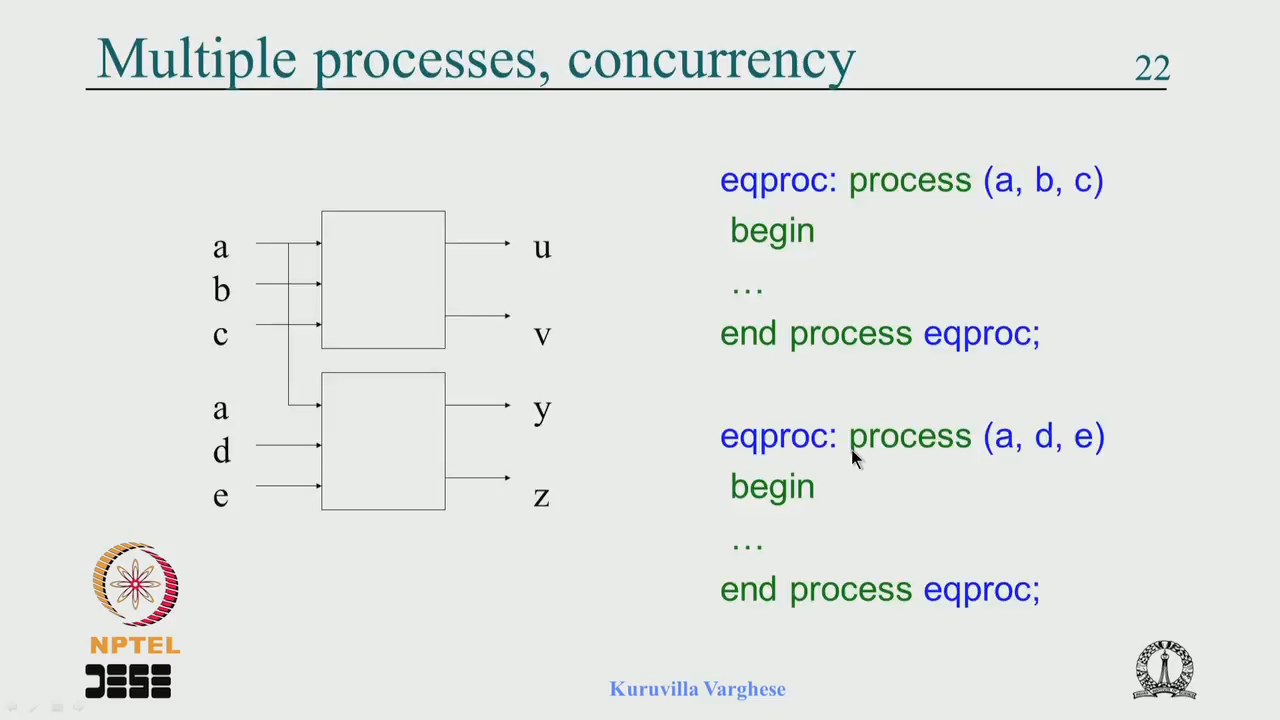 Multiple processes, concurrency
22
a
b
c
a
d
e
u
v
y
z
eqproc: process (a, b, c)
begin
…
end process eqproc;
eqproc: process (a, d, e)
begin
…
end process eqproc;
NPTEL
DESE
Kuruvilla Varghese